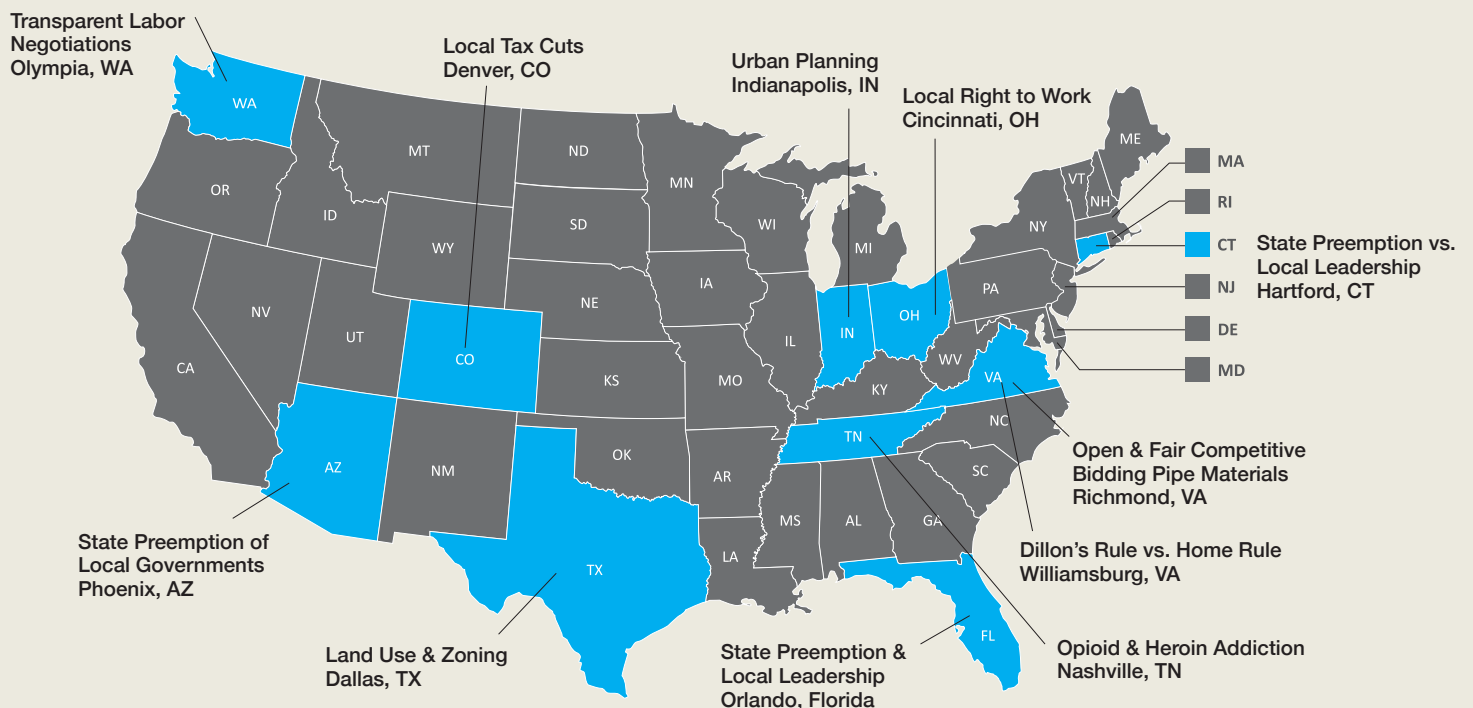 Transparent Labor
Negotiations
Olympia, WA
Local Tax Cuts
Denver, CO
Urban Planning
Indianapolis, IN
Local Right to Work
Cincinnati, OH
State Preemption vs.
Local Leadership
Hartford, CT
Open & Fair Competitive
Bidding Pipe Materials
Richmond, VA
Dillon's Rule vs. Home Rule
Williamsburg, VA
Opioid & Heroin Addiction
Nashville, TN
State Preemption &
Local Leadership
Orlando, Florida
Land Use & Zoning
Dallas, TX
State Preemption of
Local Governments
Phoenix, AZ
WA
OR
CA
NV
ID
MT
WY
UT
CO
AZ
NM
ND
SD
NE
KS
OK
TX
MN
IA
MO
AR
LA
WI
IL
MI
IN
OH
KY
TN
MS
AL
GA
FL
SC
NC
VA
WV
PA
NY
VT
NH
ME
MA
RI
CT
NJ
DE
MD